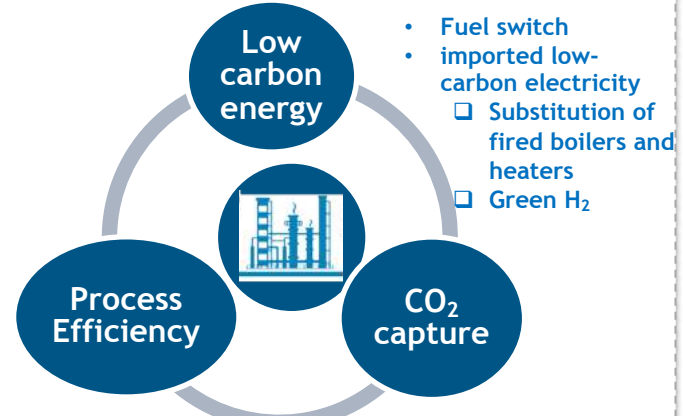 Low
carbon
energy
• Fuel switch
• imported low-
carbon electricity
❑ Substitution of
fired boilers and
heaters
❑ Green H₂
Process
Efficiency
CO₂
capture